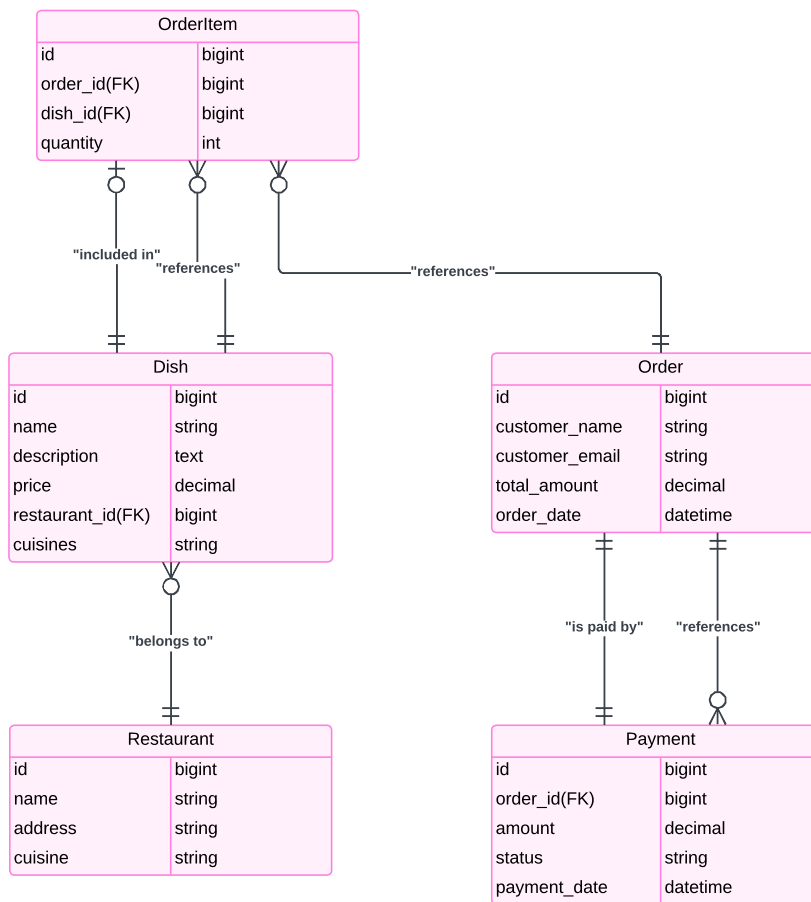 OrderItem
id bigint
order_id(FK) bigint
dish_id(FK) bigint
quantity int
"included in"
"references"
"references"
Dish
id bigint
name string
description text
price decimal
restaurant_id(FK) bigint
cuisines string
Order
id bigint
customer_name string
customer_email string
total_amount decimal
order_date datetime
"belongs to"
"is paid by"
"references"
Restaurant
id bigint
name string
address string
cuisine string
Payment
id bigint
order_id(FK) bigint
amount decimal
status string
payment_date datetime